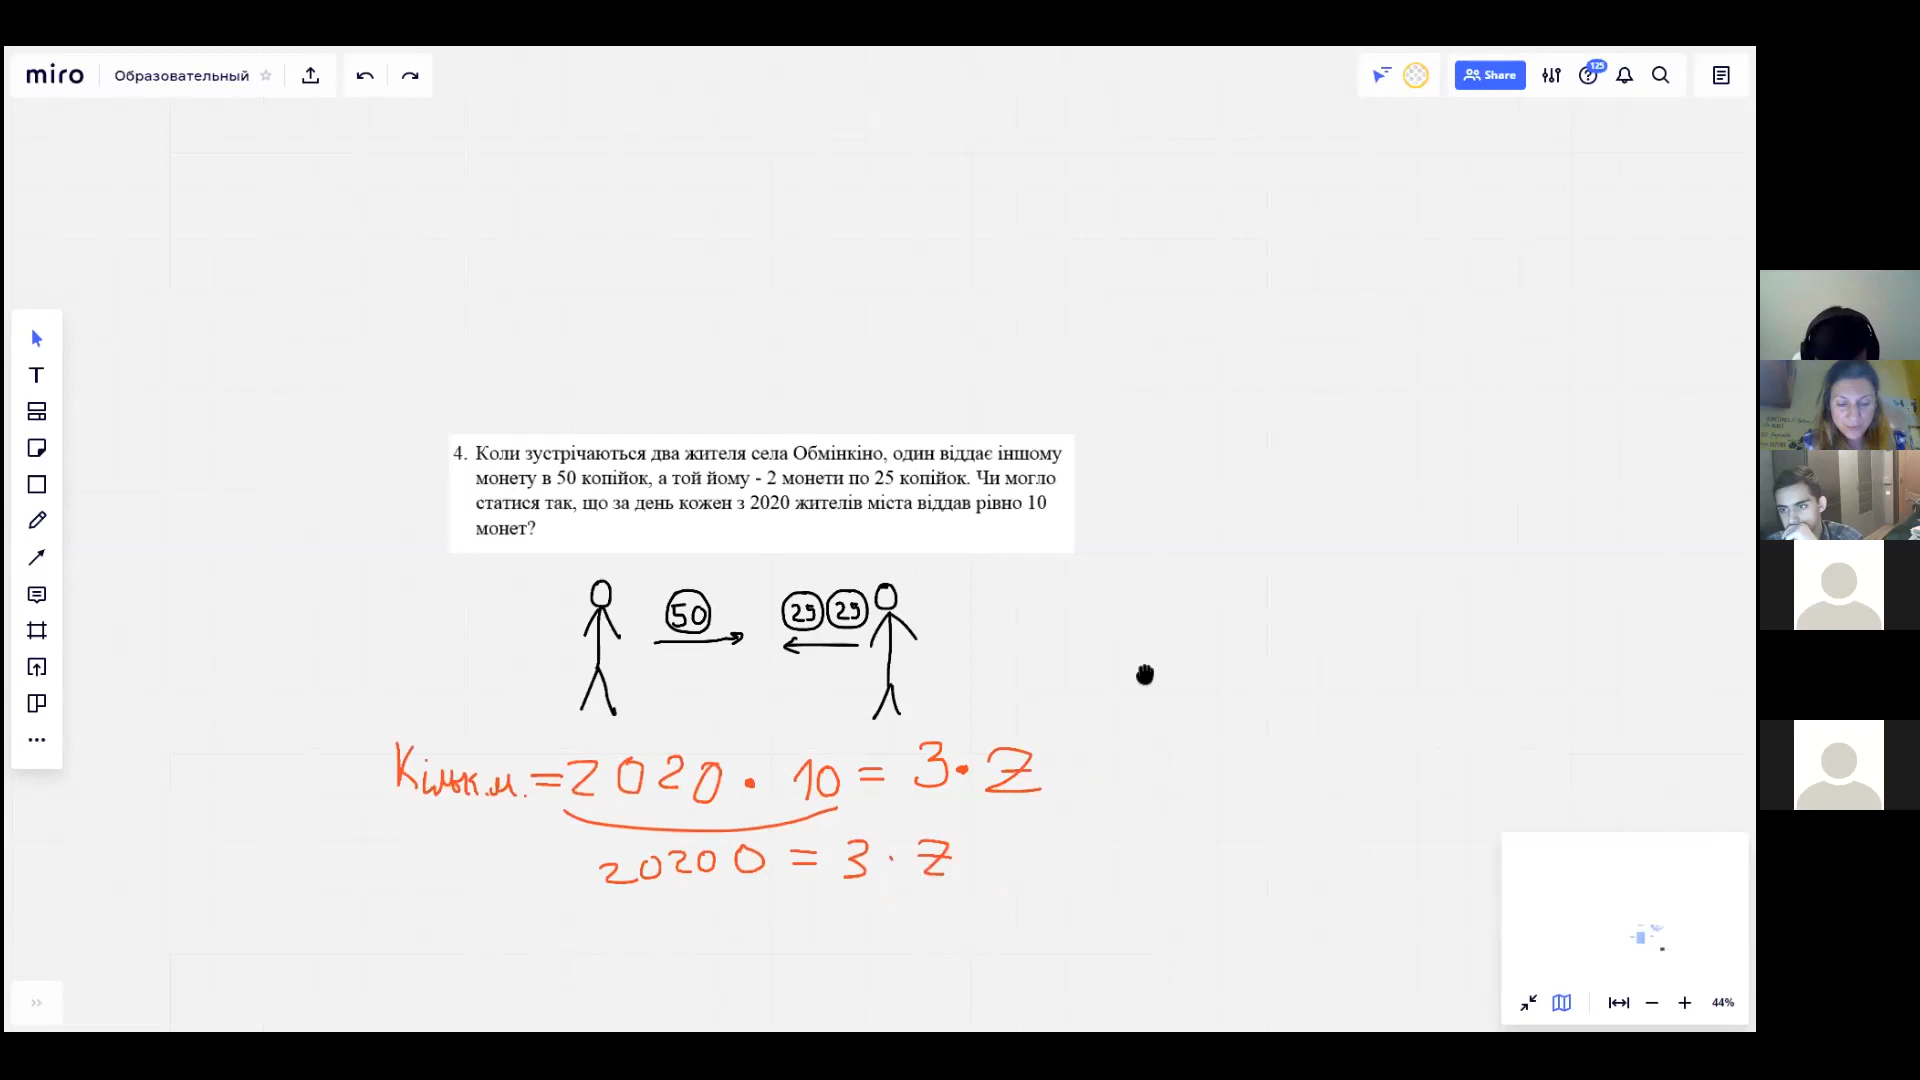 miro Образовательный Share 125
4. Коли зустрічаються два жителя села Обмінкіно, один віддає іншому
монету в 50 копійок, а той йому - 2 монети по 25 копійок. Чи могло
статися так, що за день кожен з 2020 жителів міста віддав рівно 10
монет?
50 25 25
Кільк.м. = 2020 · 10 = 3 · Z
20200 = 3 · Z
44%